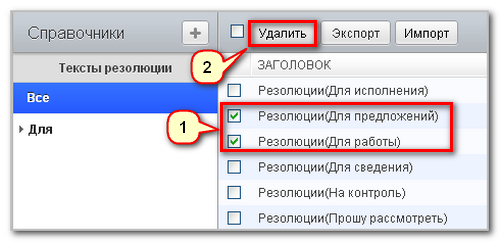 Справочники
+
Удалить
Экспорт
Импорт
2
Тексты резолюции
ЗАГОЛОВОК
Все
Резолюции(Для исполнения)
1
Резолюции(Для предложений)
Для
Резолюции(Для работы)
Резолюции(Для сведения)
Резолюции(На контроль)
Резолюции(Прошу рассмотреть)